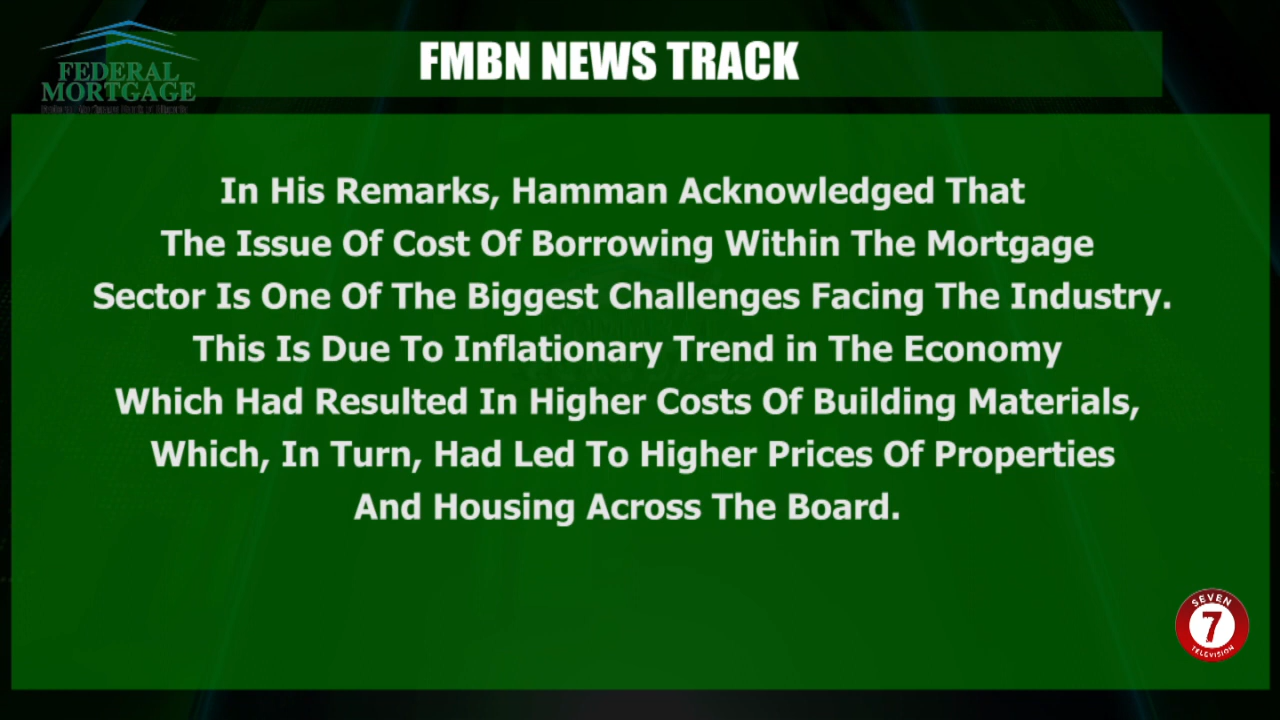 FMBN NEWS TRACK
FEDERAL
MORTGAGE
In His Remarks, Hamman Acknowledged That
The Issue Of Cost Of Borrowing Within The Mortgage
Sector Is One Of The Biggest Challenges Facing The Industry.
This Is Due To Inflationary Trend in The Economy
Which Had Resulted In Higher Costs Of Building Materials,
Which, In Turn, Had Led To Higher Prices Of Properties
And Housing Across The Board.
SEVEN
7
TELEVISION